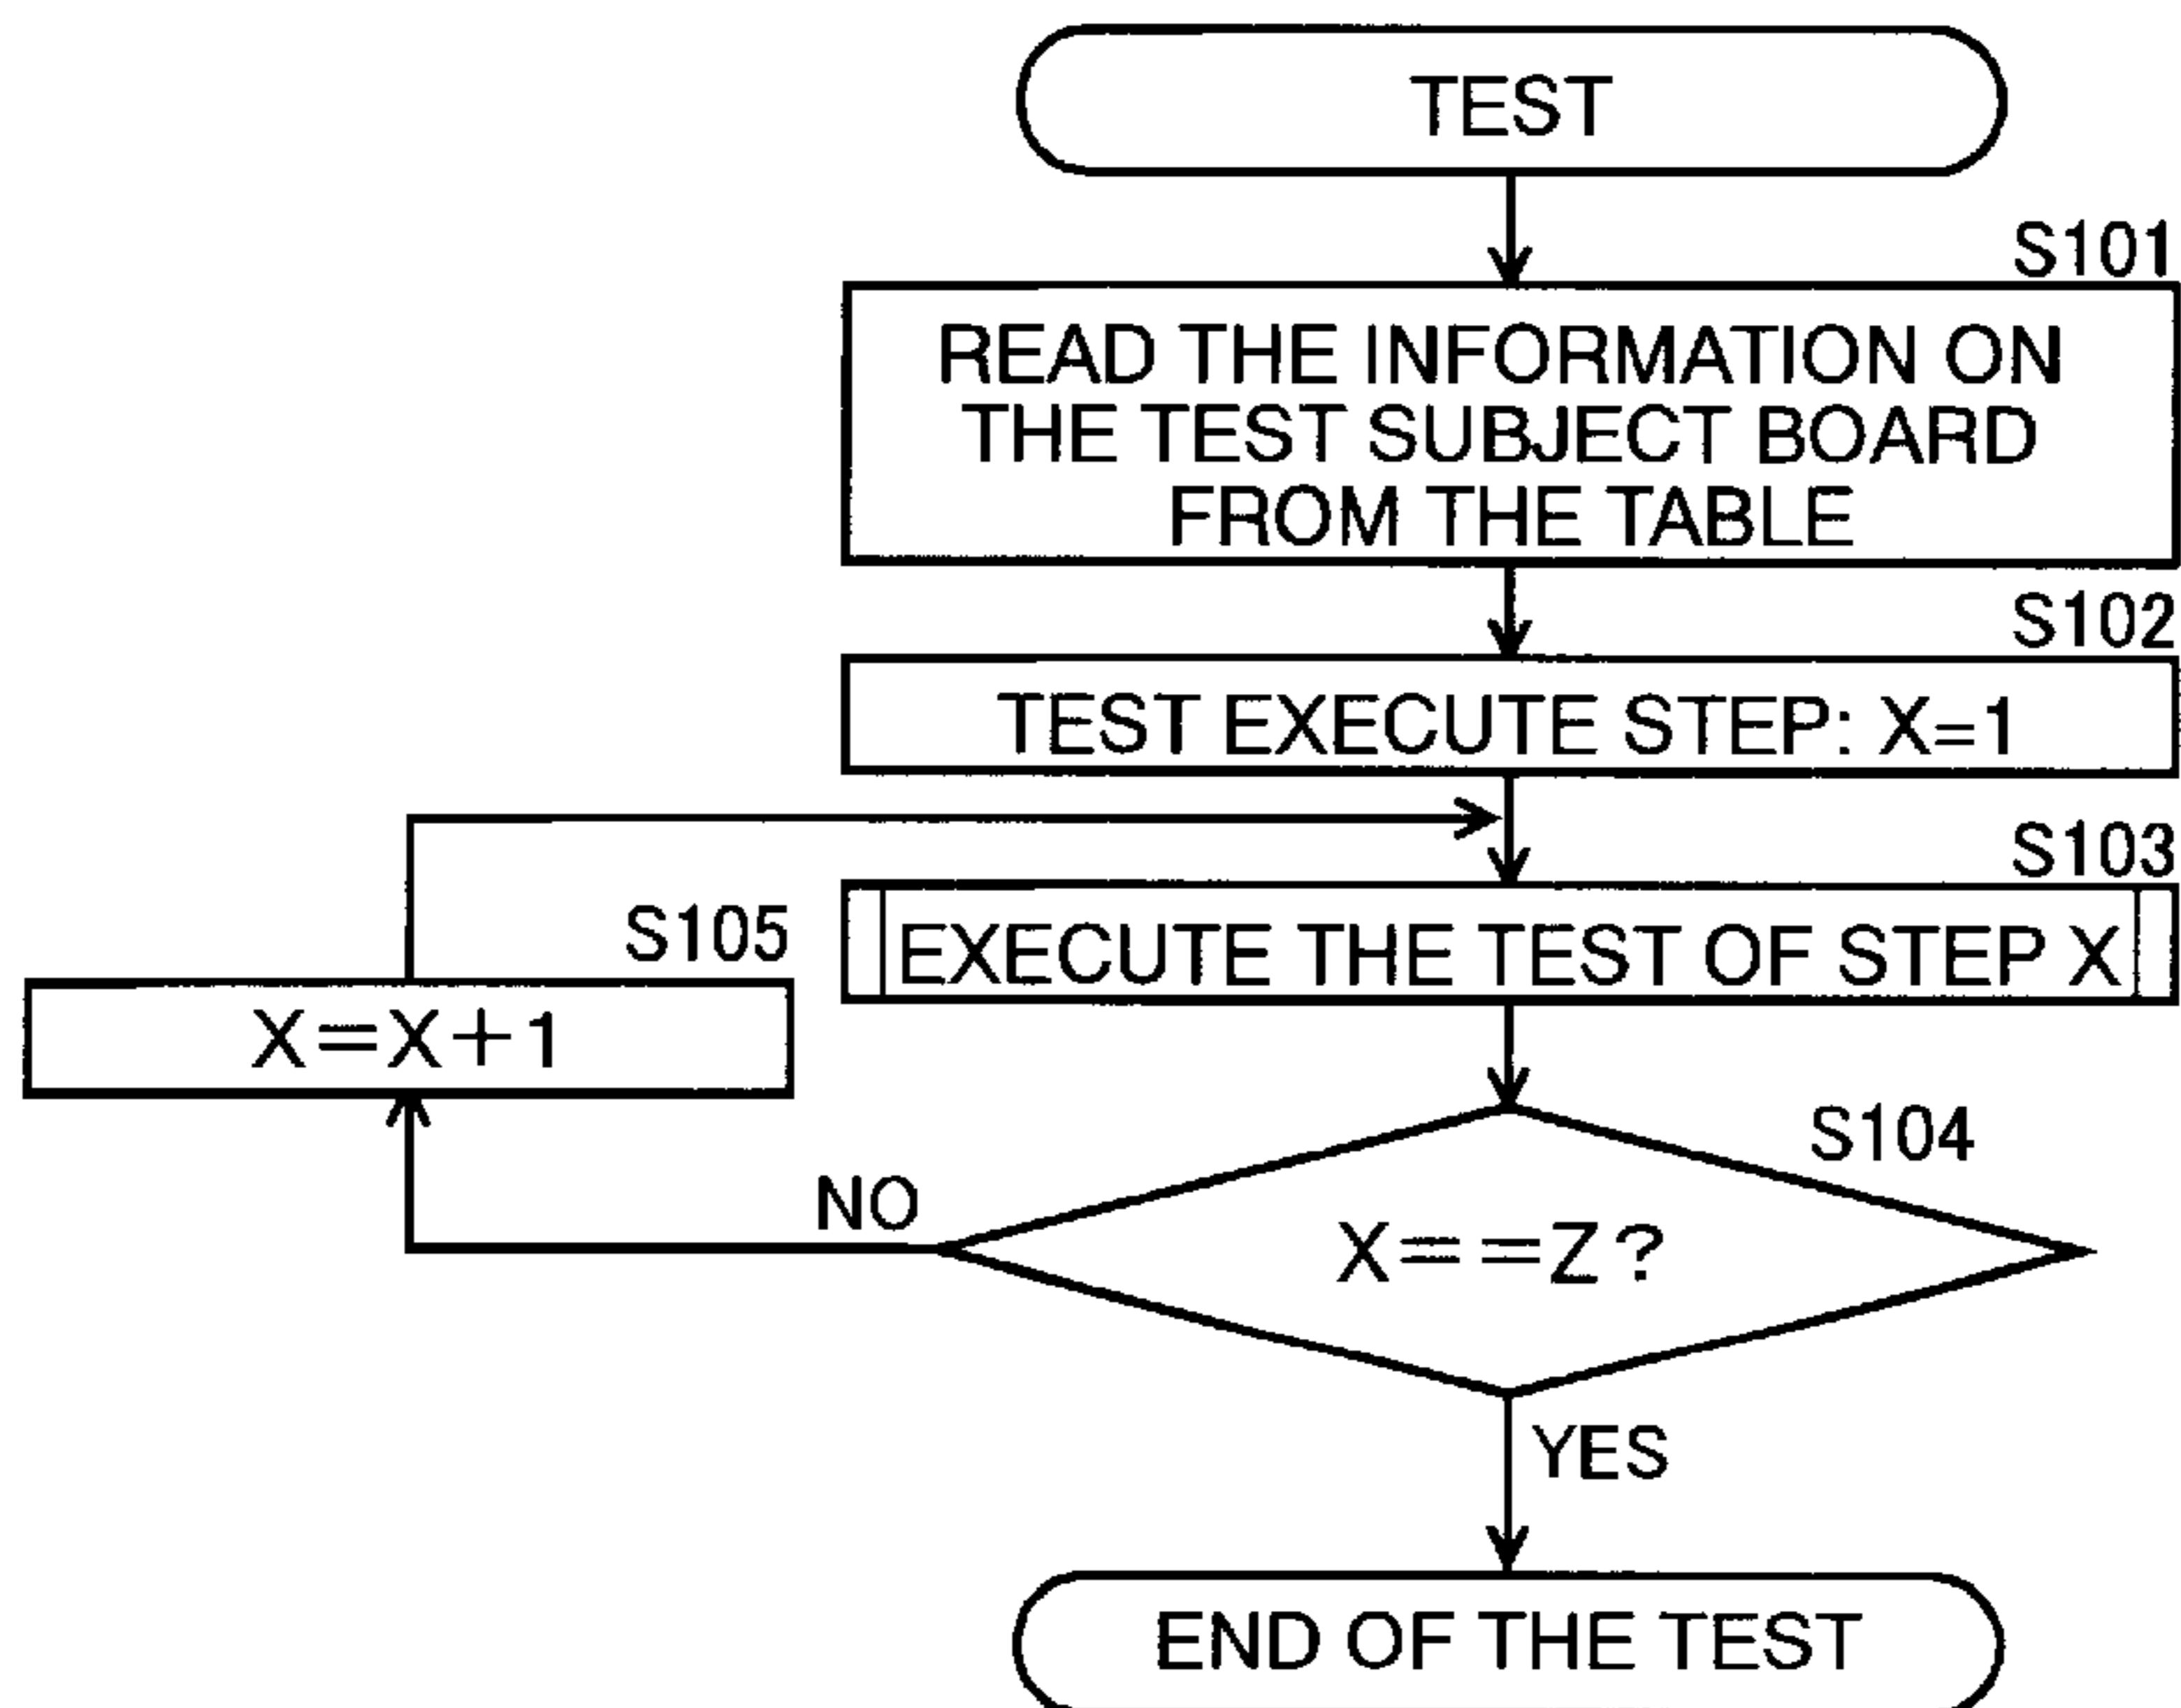 TEST
S101
READ THE INFORMATION ON
THE TEST SUBJECT BOARD
FROM THE TABLE
S102
TEST EXECUTE STEP: X=1
S103
EXECUTE THE TEST OF STEP X
S105
X=X+1
S104
NO
X==Z?
YES
END OF THE TEST